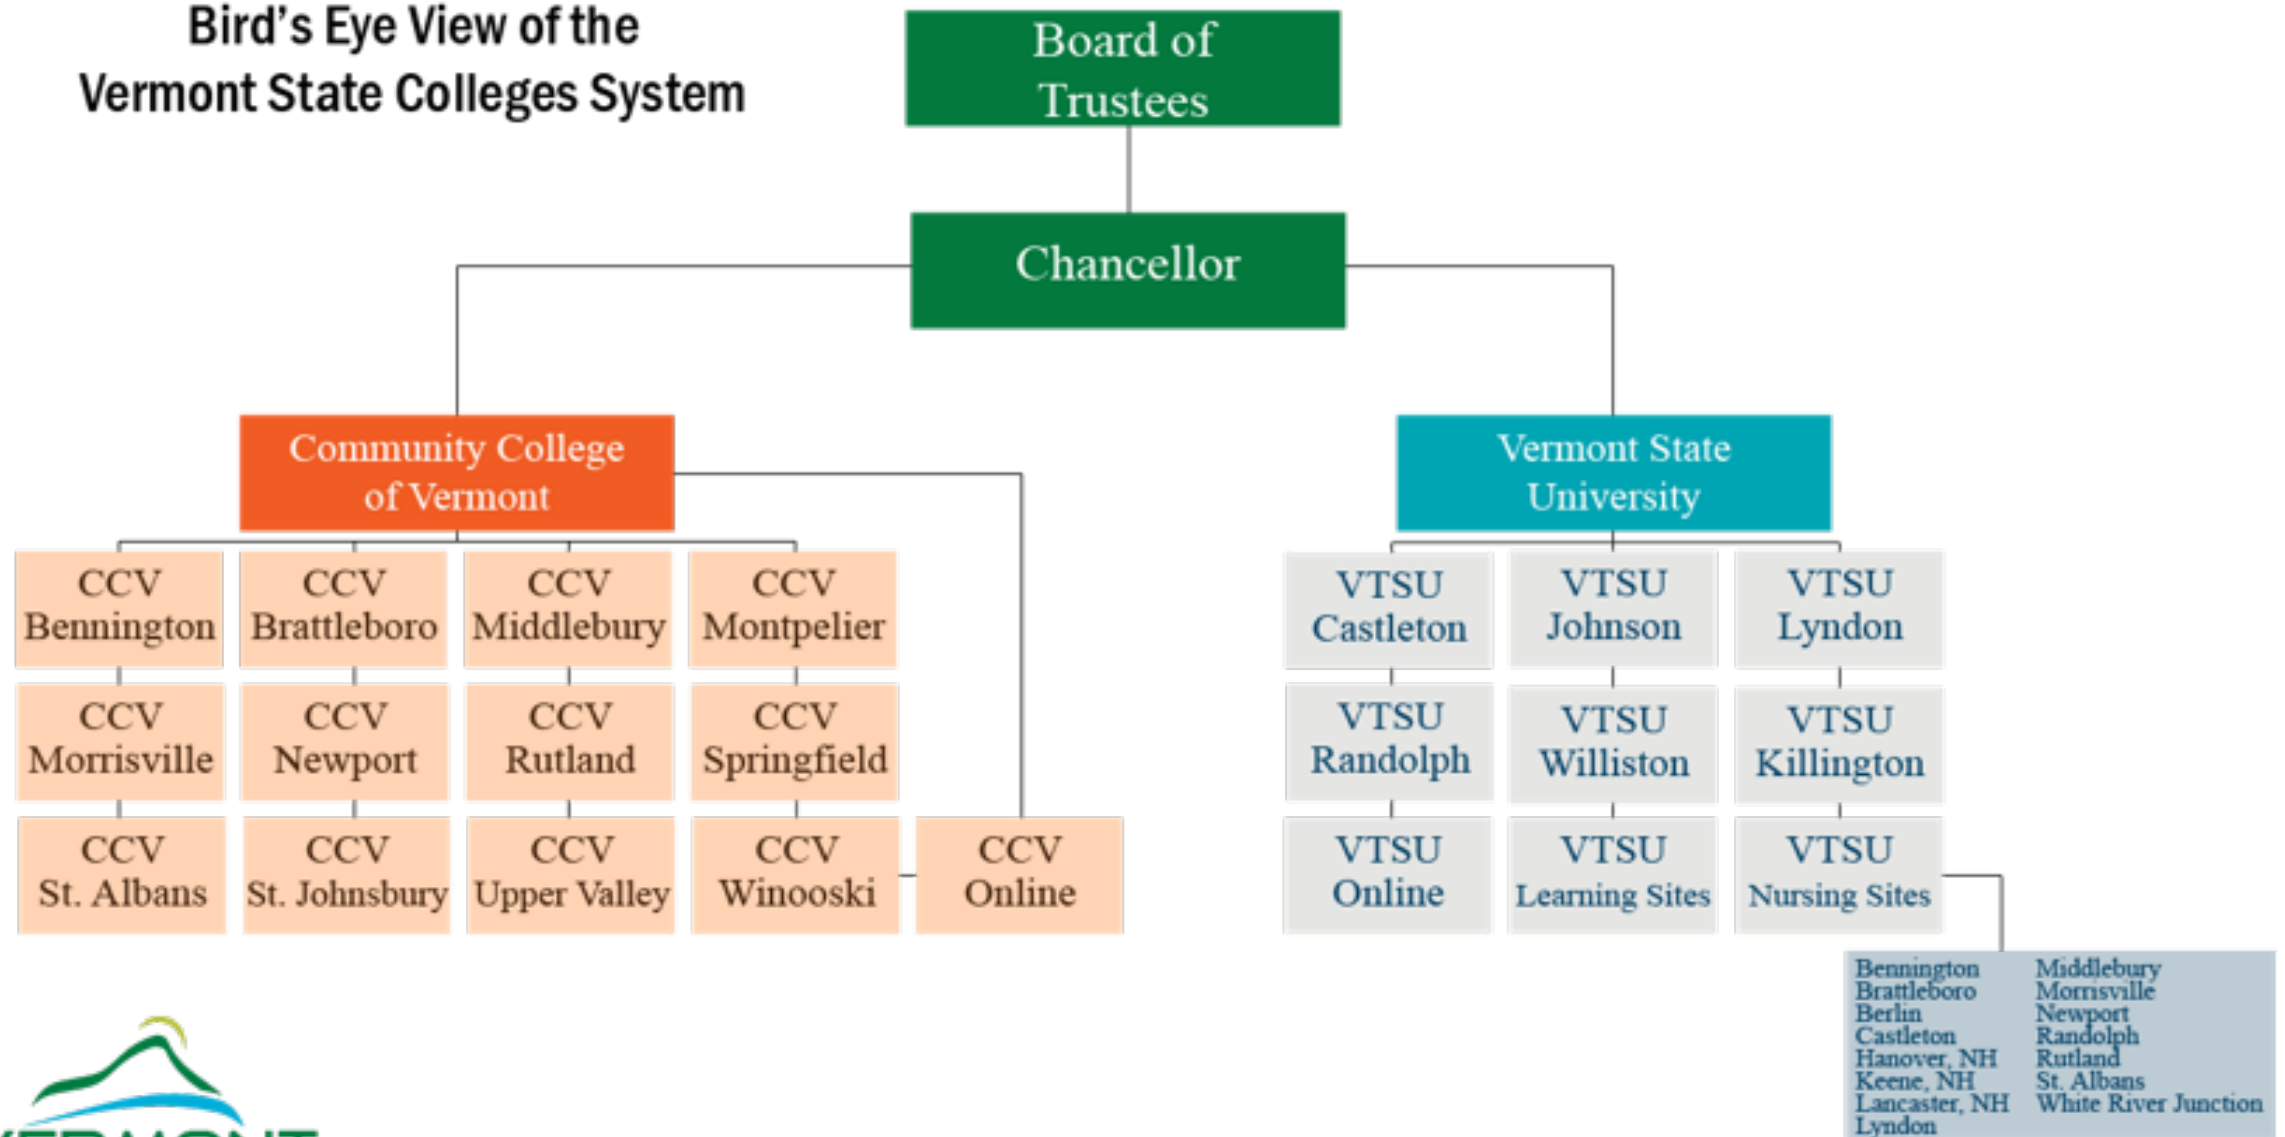 Bird's Eye View of the
Vermont State Colleges System
Board of
Trustees
Chancellor
Community College
of Vermont
Vermont State
University
CCV
Bennington
CCV
Brattleboro
CCV
Middlebury
CCV
Montpelier
CCV
Morrisville
CCV
Newport
CCV
Rutland
CCV
Springfield
CCV
St. Albans
CCV
St. Johnsbury
CCV
Upper Valley
CCV
Winooski
CCV
Online
VTSU
Castleton
VTSU
Johnson
VTSU
Lyndon
VTSU
Randolph
VTSU
Williston
VTSU
Killington
VTSU
Online
VTSU
Learning Sites
VTSU
Nursing Sites
Bennington
Brattleboro
Berlin
Castleton
Hanover, NH
Keene, NH
Lancaster, NH
Lyndon
Middlebury
Morrisville
Newport
Randolph
Rutland
St. Albans
White River Junction
VERMONT